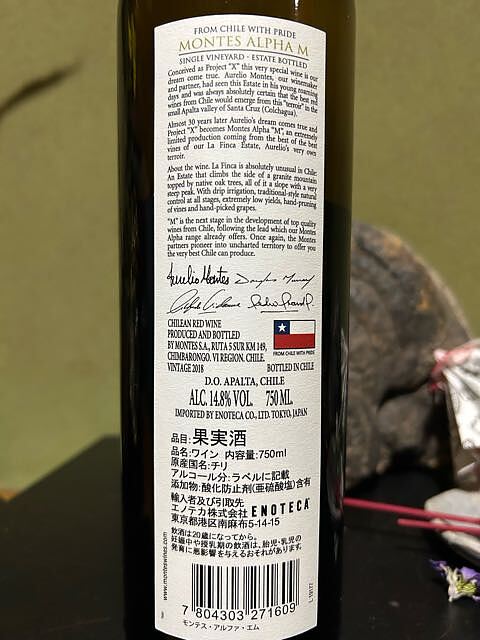 FROM CHILE WITH PRIDE
MONTES ALPHA M
SINGLE VINEYARD - ESTATE BOTTLED
Conceived as Project "X" this very special wine is our
dream come true. Aurelio Montes, our winemaker
and partner, had seen this Estate in his young roaming
days and was always absolutely certain that the best red
wines from Chile would emerge from this "terroir" in the
small Apalta valley of Santa Cruz (Colchagua).
Almost 30 years later Aurelio's dream comes true and
Project "X" becomes Montes Alpha "M", an extremely
limited production coming from the best of the best
vines of our La Finca Estate, Aurelio's very own
terroir.
About the wine. La Finca is absolutely unusual in Chile:
An Estate that climbs the side of a granite mountain
topped by native oak trees, all of it a slope with a very
steep peak. With drip irrigation, traditional-style natural
control at all stages, extremely low yields, hand-pruning
of vines and hand-picked grapes.
"M" is the next stage in the development of top quality
wines from Chile, following the lead which our Montes
Alpha range already offers. Once again, the Montes
partners pioneer into uncharted territory to offer you
the very best Chile can produce.
Aurelio Montes Douglas Murray
CHILEAN RED WINE
PRODUCED AND BOTTLED
BY MONTES S.A., RUTA 5 SUR KM 149,
CHIMBARONGO. VI REGION. CHILE.
VINTAGE 2018
FROM CHILE WITH PRIDE
BOTTLED IN CHILE
D.O. APALTA, CHILE
ALC. 14.8% VOL. 750 ML.
IMPORTED BY ENOTECA CO., LTD. TOKYO, JAPAN
品目:果実酒
品名:ワイン 内容量:750ml
原産国名:チリ
アルコール分:ラベルに記載
添加物:酸化防止剤(亜硫酸塩)含有
輸入者及び引取先
エノテカ株式会社 ENOTECA
東京都港区南麻布5-14-15
飲酒は20歳になってから。
妊娠中や授乳期の飲酒は、胎児・乳児の
発育に悪影響を与えるおそれがあります。
www.monteswines.com
7 804303 271609
モンテス・アルファ・エム